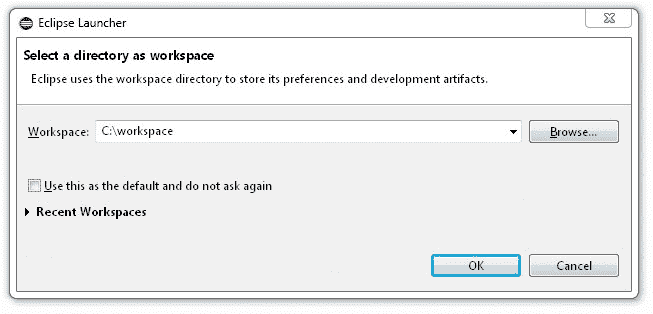 Eclipse Launcher
Select a directory as workspace
Eclipse uses the workspace directory to store its preferences and development artifacts.
Workspace: C:\workspace Browse...
Use this as the default and do not ask again
Recent Workspaces
OK Cancel